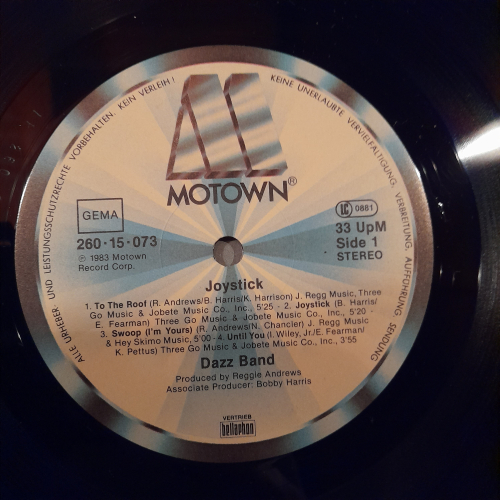 ALLE URHEBER- UND LEISTUNGSSCHUTZRECHTE VORBEHALTEN. KEIN VERLEIH! KEINE UNERLAUBTE VERVIELFÄLTIGUNG, VERMIETUNG, AUFFÜHRUNG, SENDUNG
MOTOWN®
GEMA
260·15·073
℗ 1983 Motown
Record Corp.
LC 0881
33 UpM
Side 1
STEREO
Joystick
1. To The Roof (R. Andrews/B. Harris/K. Harrison) J. Regg Music, Three
Go Music & Jobete Music Co., Inc., 5'25 - 2. Joystick (B. Harris/
E. Fearman) Three Go Music & Jobete Music Co., Inc., 5'20 -
3. Swoop (I'm Yours) (R. Andrews/N. Chancler) J. Regg Music
& Hey Skimo Music, 5'00 - 4. Until You (I. Wiley, Jr./E. Fearman/
K. Pettus) Three Go Music & Jobete Music Co., Inc., 3'55
Dazz Band
Produced by Reggie Andrews
Associate Producer: Bobby Harris
VERTRIEB
bellaphon